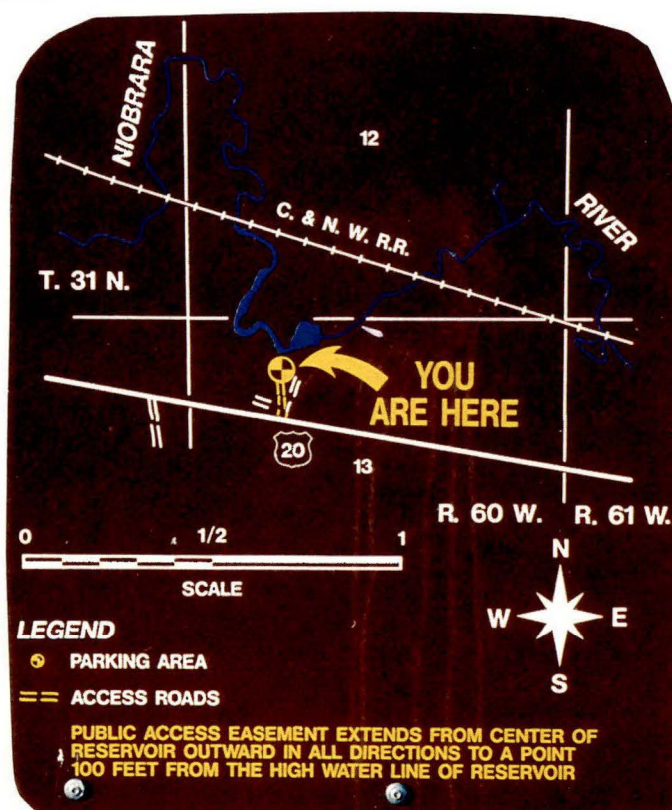 NIOBRARA
12
RIVER
C. & N. W. R.R.
T. 31 N.
YOU
ARE HERE
20
13
R. 60 W. R. 61 W.
0 1/2 1
SCALE
N
W E
S
LEGEND
PARKING AREA
ACCESS ROADS
PUBLIC ACCESS EASEMENT EXTENDS FROM CENTER OF
RESERVOIR OUTWARD IN ALL DIRECTIONS TO A POINT
100 FEET FROM THE HIGH WATER LINE OF RESERVOIR